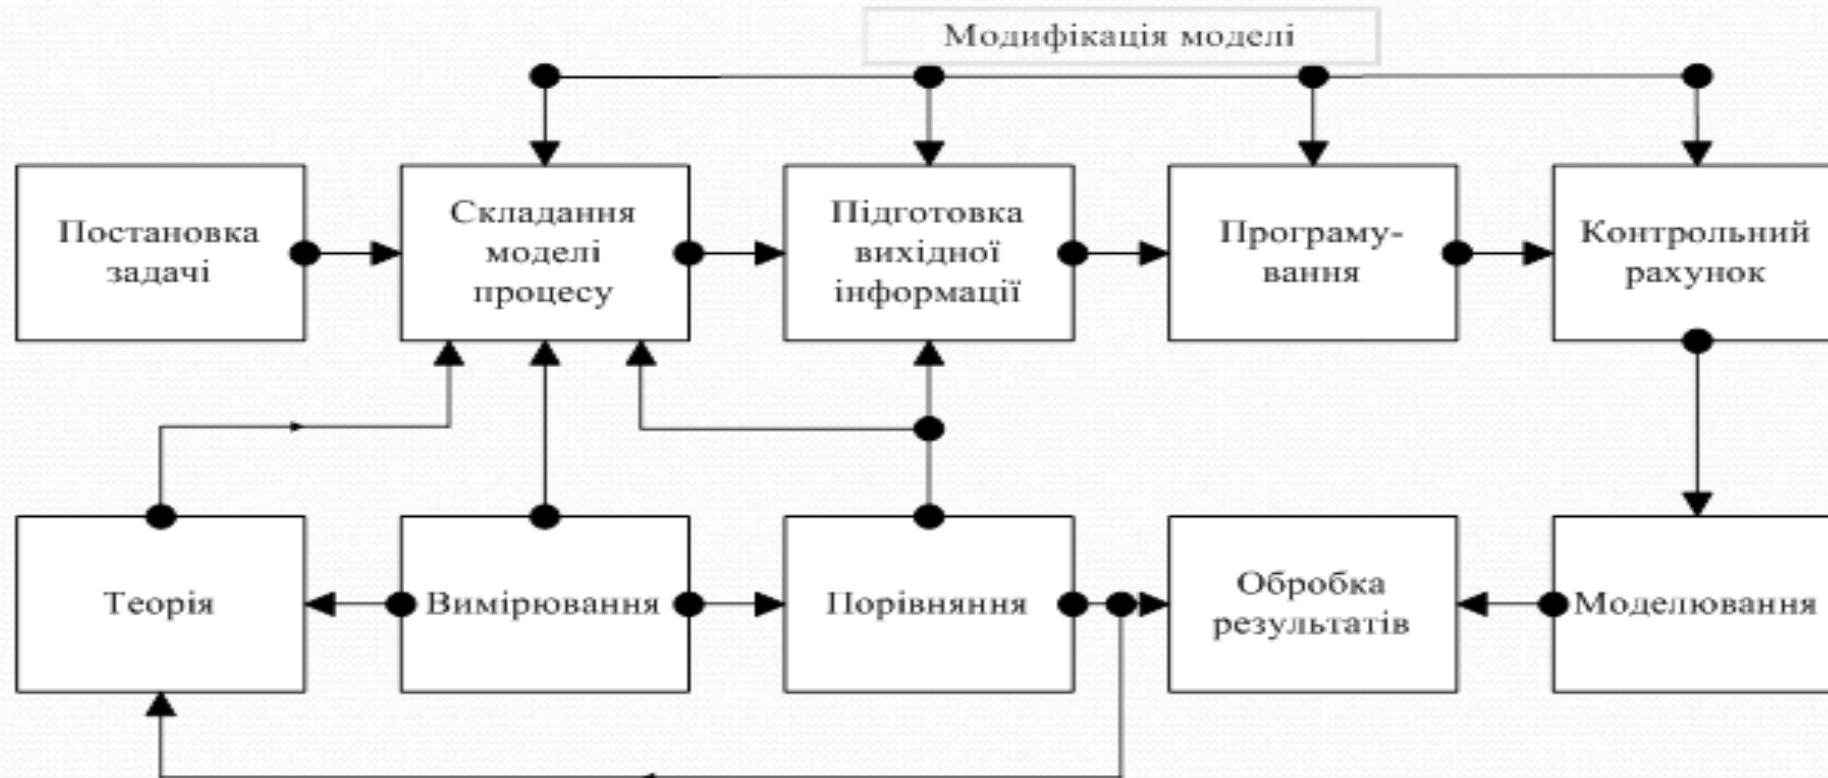 Модифікація моделі
Постановка
задачі
Складання
моделі
процесу
Підготовка
вихідної
інформації
Програму-
вання
Контрольний
рахунок
Теорія
Вимірювання
Порівняння
Обробка
результатів
Моделювання